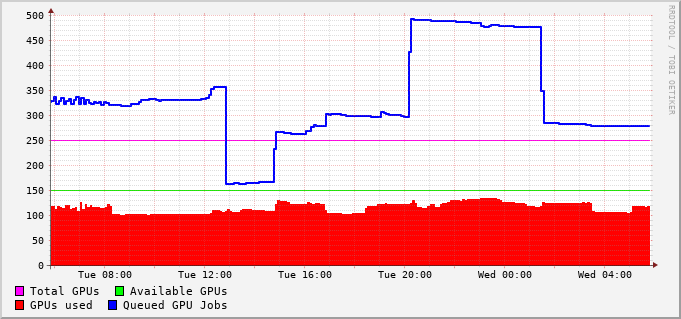 500
450
400
350
300
250
200
150
100
50
0
Tue 08:00 Tue 12:00 Tue 16:00 Tue 20:00 Wed 00:00 Wed 04:00
Total GPUs Available GPUs
GPUs used Queued GPU Jobs
RRDTOOL / TOBI OETIKER